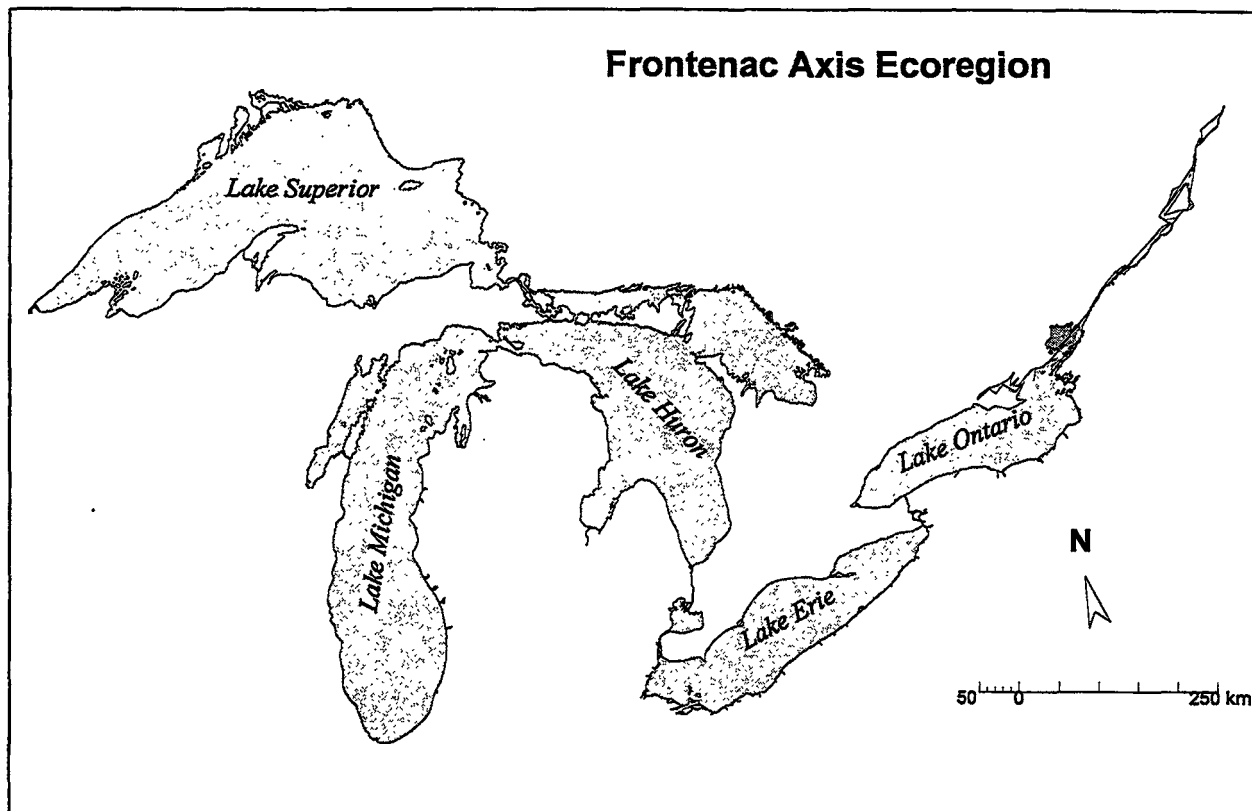 Frontenac Axis Ecoregion
Lake Superior
Lake Huron
Lake Ontario
Lake Michigan
N
Lake Erie
50 0 250 km